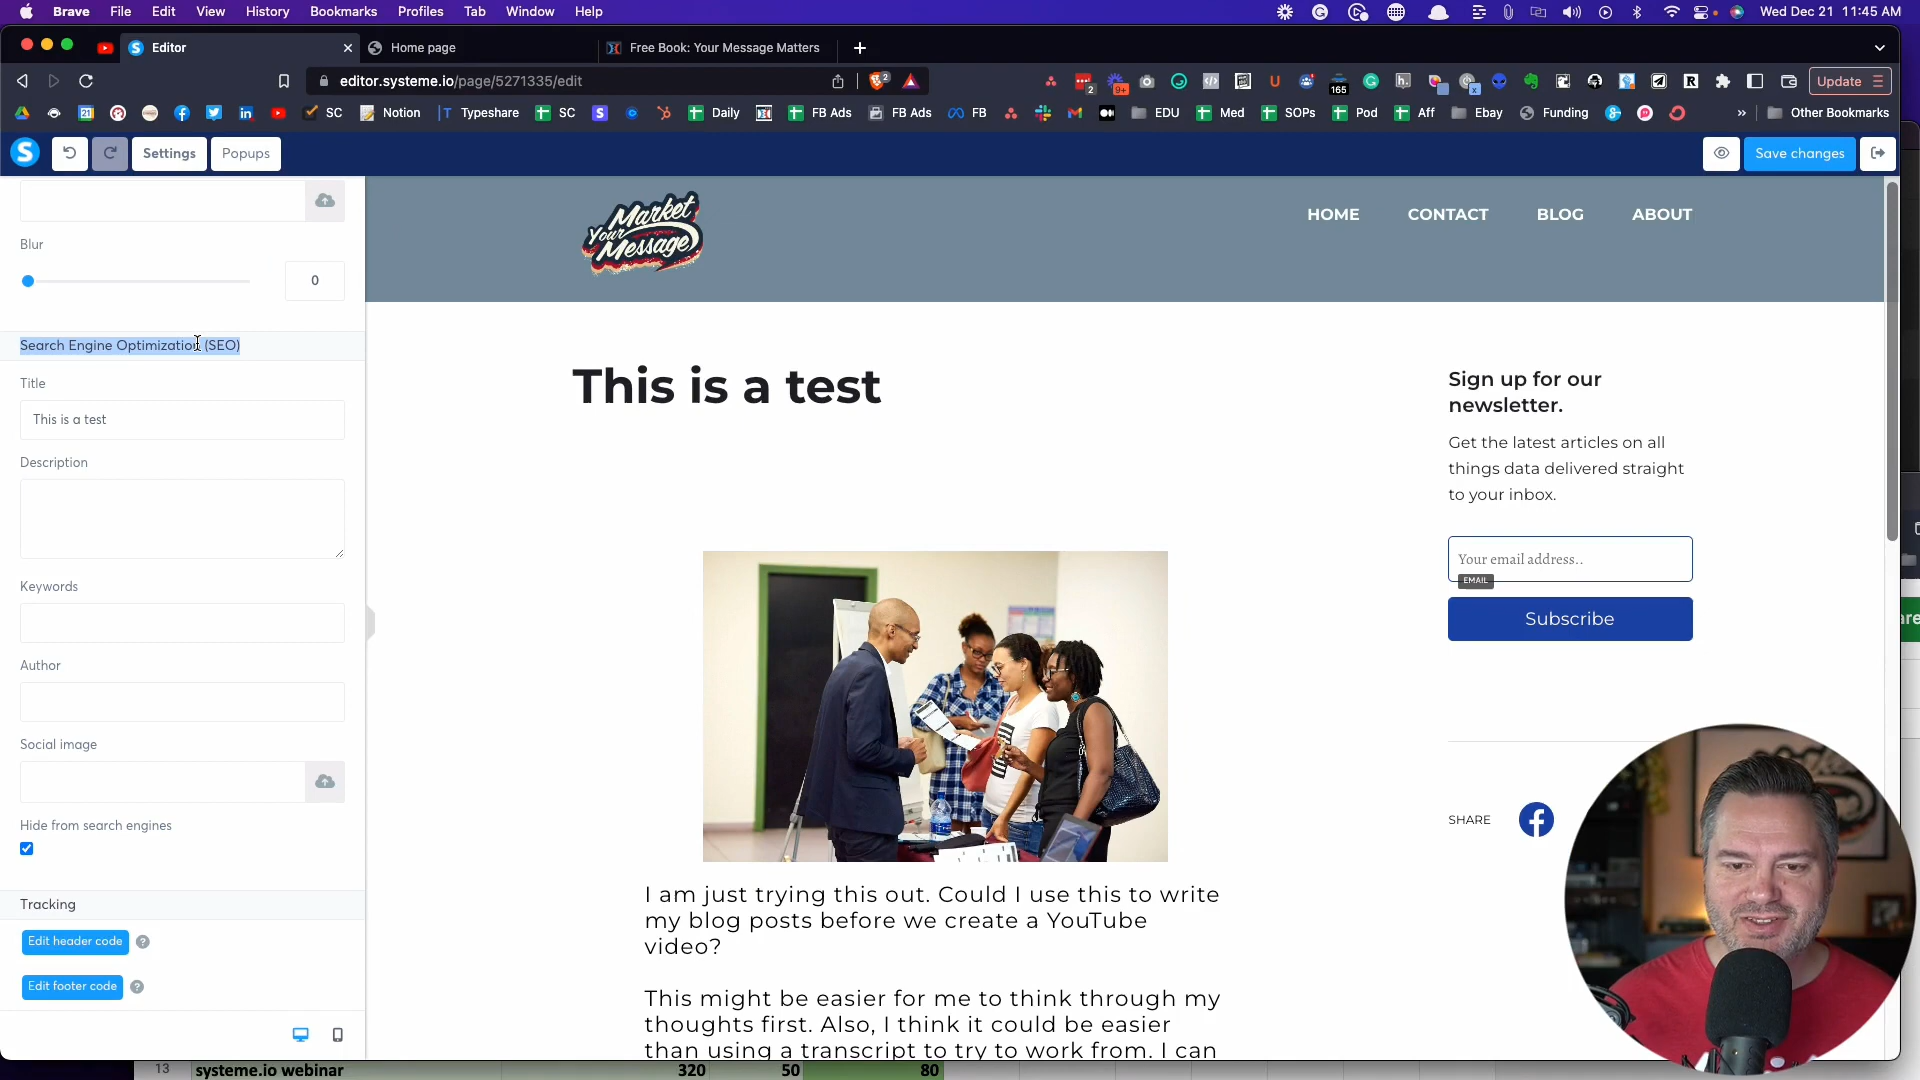 Brave File Edit View History Bookmarks Profiles Tab Window Help Wed Dec 21 11:45 AM
Editor Home page Free Book: Your Message Matters
editor.systeme.io/page/5271335/edit 2 2 9+ 165 Update
SC Notion Typeshare SC Daily FB Ads FB Ads FB EDU Med SOPs Pod Aff Ebay Funding » Other Bookmarks
Settings Popups Save changes
Blur
0
Search Engine Optimization (SEO)
Title
This is a test
Description
Keywords
Author
Social image
Hide from search engines
Tracking
Edit header code
Edit footer code
Market
Your
Message
HOME CONTACT BLOG ABOUT
This is a test
Sign up for our
newsletter.
Get the latest articles on all
things data delivered straight
to your inbox.
Your email address..
EMAIL
Subscribe
SHARE
I am just trying this out. Could I use this to write
my blog posts before we create a YouTube
video?
This might be easier for me to think through my
thoughts first. Also, I think it could be easier
than using a transcript to try to work from. I can
13 systeme.io webinar 320 50 80